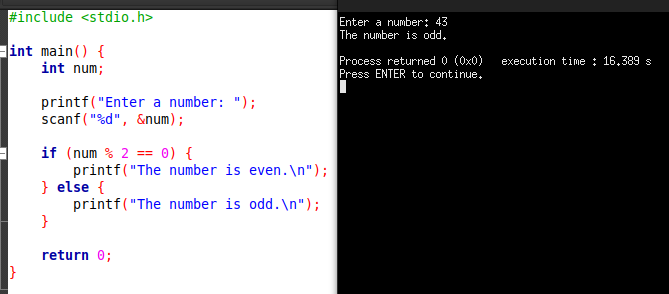 #include <stdio.h>
int main() {
int num;
printf("Enter a number: ");
scanf("%d", &num);
if (num % 2 == 0) {
printf("The number is even.\n");
} else {
printf("The number is odd.\n");
}
return 0;
}
Enter a number: 43
The number is odd.
Process returned 0 (0x0)   execution time : 16.389 s
Press ENTER to continue.